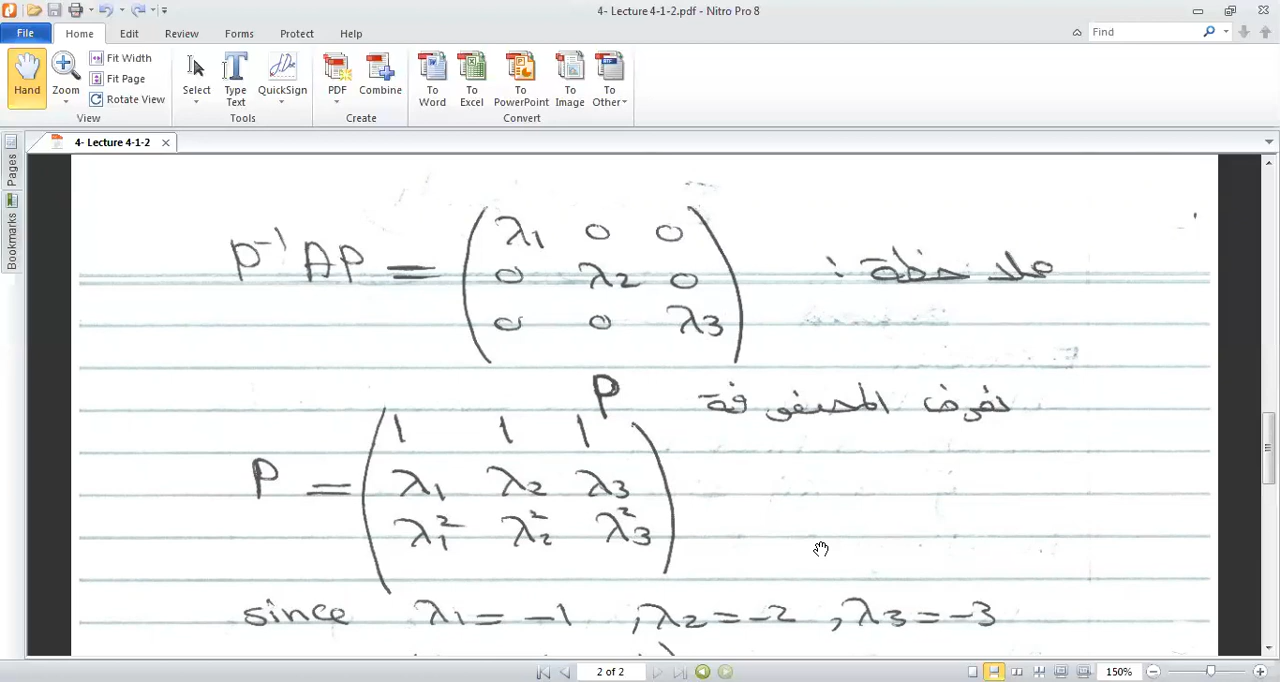 4- Lecture 4-1-2.pdf - Nitro Pro 8
File Home Edit Review Forms Protect Help Find
Hand
Zoom
Fit Width
Fit Page
Rotate View
View
Select
Type Text
QuickSign
Tools
PDF
Combine
Create
To Word
To Excel
To PowerPoint
To Image
To Other
Convert
4- Lecture 4-1-2
Pages
Bookmarks
P⁻¹AP = ( λ1 0 0 ملاحظة :
0 λ2 0
0 0 λ3 )
نفرض المصفوفة P
P = ( 1 1 1
λ1 λ2 λ3
λ1² λ2² λ3² )
since λ1 = -1 , λ2 = -2 , λ3 = -3
2 of 2
150%